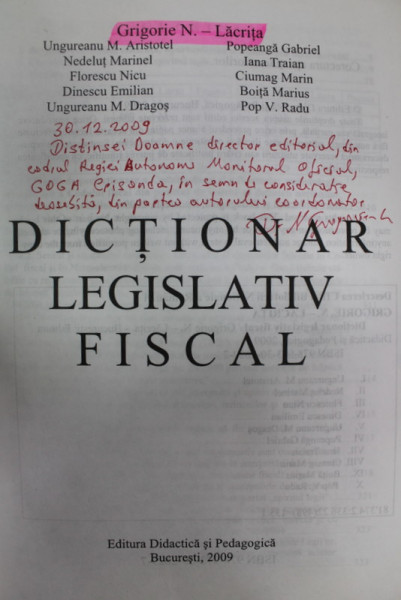 Grigorie N. – Lăcrița
Ungureanu M. Aristotel Popeangă Gabriel
Nedeluț Marinel Iana Traian
Florescu Nicu Ciumag Marin
Dinescu Emilian Boiță Marius
Ungureanu M. Dragoș Pop V. Radu
30.12.2009
Distinsei Doamne director editorial, din
cadrul Regiei Autonome Monitorul Oficial,
GOGA Epismnda, în semn de considerație
deosebită, din partea autorului coordonator
DICȚIONAR
LEGISLATIV
FISCAL
Editura Didactică și Pedagogică
București, 2009